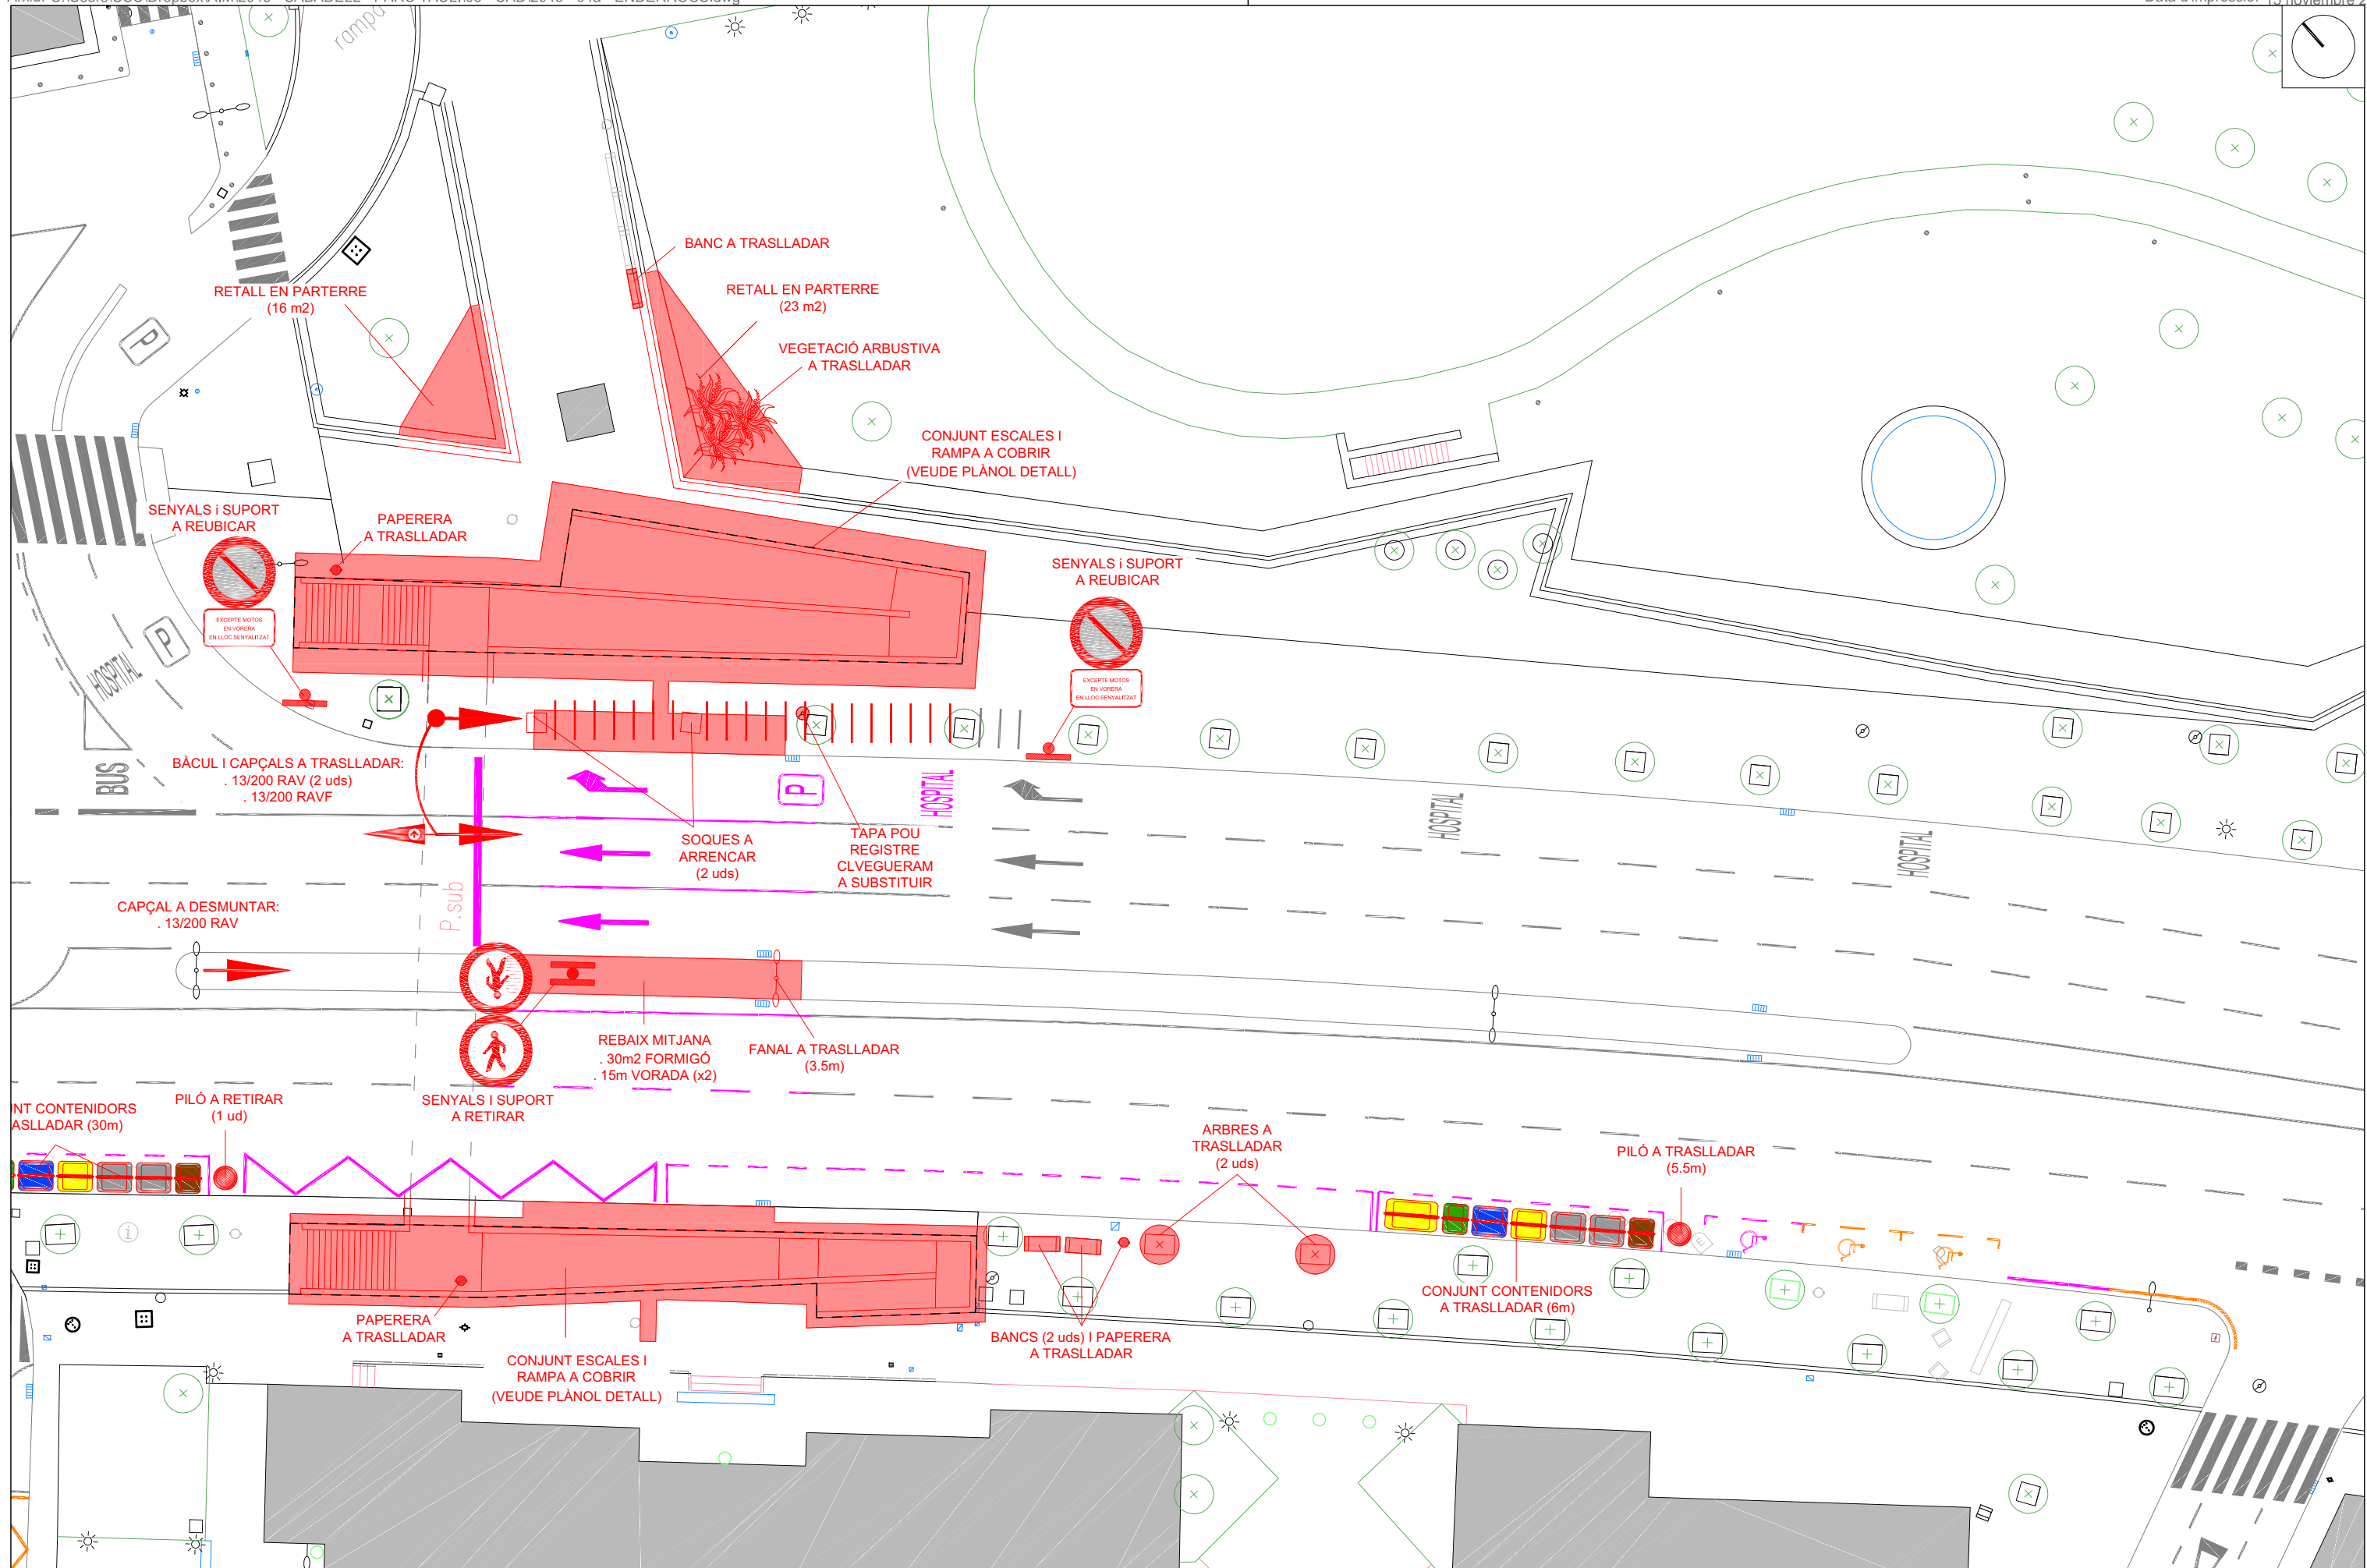 rampa
BANC A TRASLLADAR
RETALL EN PARTERRE
(16 m2)
RETALL EN PARTERRE
(23 m2)
VEGETACIÓ ARBUSTIVA
A TRASLLADAR
P
CONJUNT ESCALES I
RAMPA A COBRIR
(VEUDE PLÀNOL DETALL)
SENYALS i SUPORT
A REUBICAR
PAPERERA
A TRASLLADAR
SENYALS i SUPORT
A REUBICAR
EXCEPTE MOTOS
EN VORERA
EN LLOC SENYALITZAT
P
HOSPITAL
EXCEPTE MOTOS
EN VORERA
EN LLOC SENYALITZAT
BUS
BÀCUL I CAPÇALS A TRASLLADAR:
. 13/200 RAV (2 uds)
. 13/200 RAVF
P
HOSPITAL
HOSPITAL
HOSPITAL
SOQUES A
ARRENCAR
(2 uds)
TAPA POU
REGISTRE
CLVEGUERAM
A SUBSTITUIR
P.sub
CAPÇAL A DESMUNTAR:
. 13/200 RAV
REBAIX MITJANA
. 30m2 FORMIGÓ
. 15m VORADA (x2)
FANAL A TRASLLADAR
(3.5m)
SENYALS I SUPORT
A RETIRAR
CONTENIDORS
(30m)
PILÓ A RETIRAR
(1 ud)
ARBRES A
TRASLLADAR
(2 uds)
PILÓ A TRASLLADAR
(5.5m)
i
E
CONJUNT CONTENIDORS
A TRASLLADAR (6m)
PAPERERA
A TRASLLADAR
BANCS (2 uds) I PAPERERA
A TRASLLADAR
CONJUNT ESCALES I
RAMPA A COBRIR
(VEUDE PLÀNOL DETALL)